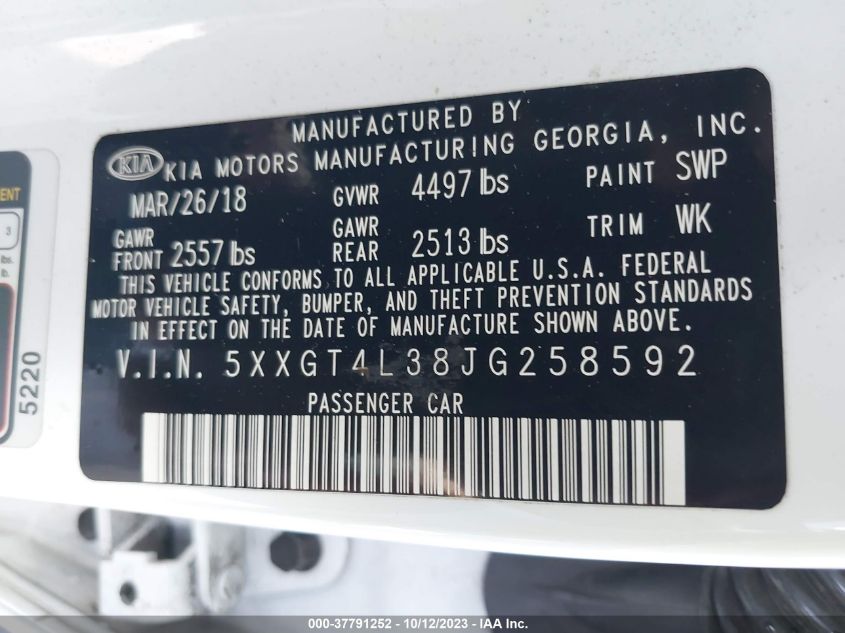 MANUFACTURED BY
KIA KIA MOTORS MANUFACTURING GEORGIA, INC.
MAR/26/18 GVWR 4497 lbs PAINT SWP
GAWR FRONT 2557 lbs GAWR REAR 2513 lbs TRIM WK
THIS VEHICLE CONFORMS TO ALL APPLICABLE U.S.A. FEDERAL
MOTOR VEHICLE SAFETY, BUMPER, AND THEFT PREVENTION STANDARDS
IN EFFECT ON THE DATE OF MANUFACTURE SHOWN ABOVE.
V.I.N. 5XXGT4L38JG258592
PASSENGER CAR
3
lbs.
lb.
5220
000-37791252 - 10/12/2023 - IAA Inc.